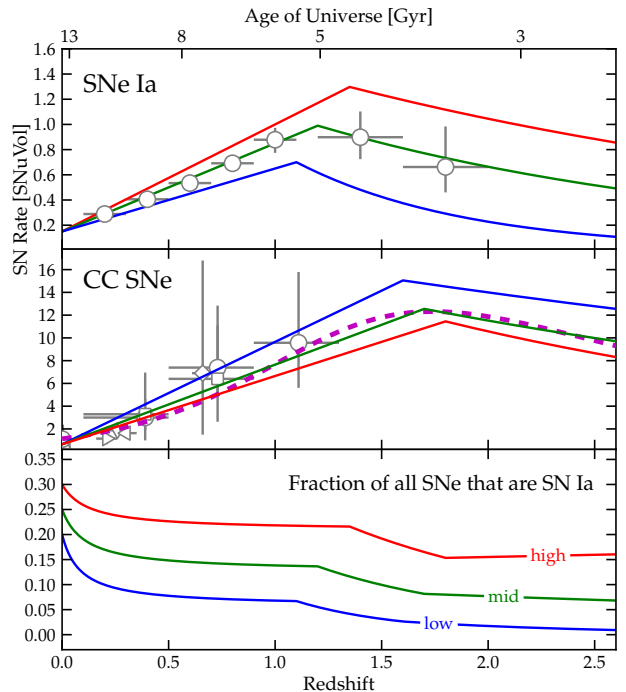 Age of Universe [Gyr]
13 8 5 3
SN Rate [SNuVol]
1.6
1.4
1.2
1.0
0.8
0.6
0.4
0.2
SNe Ia
16
14
12
10
8
6
4
2
CC SNe
0.35
0.30
0.25
0.20
0.15
0.10
0.05
0.00
Fraction of all SNe that are SN Ia
high
mid
low
0.0 0.5 1.0 1.5 2.0 2.5
Redshift